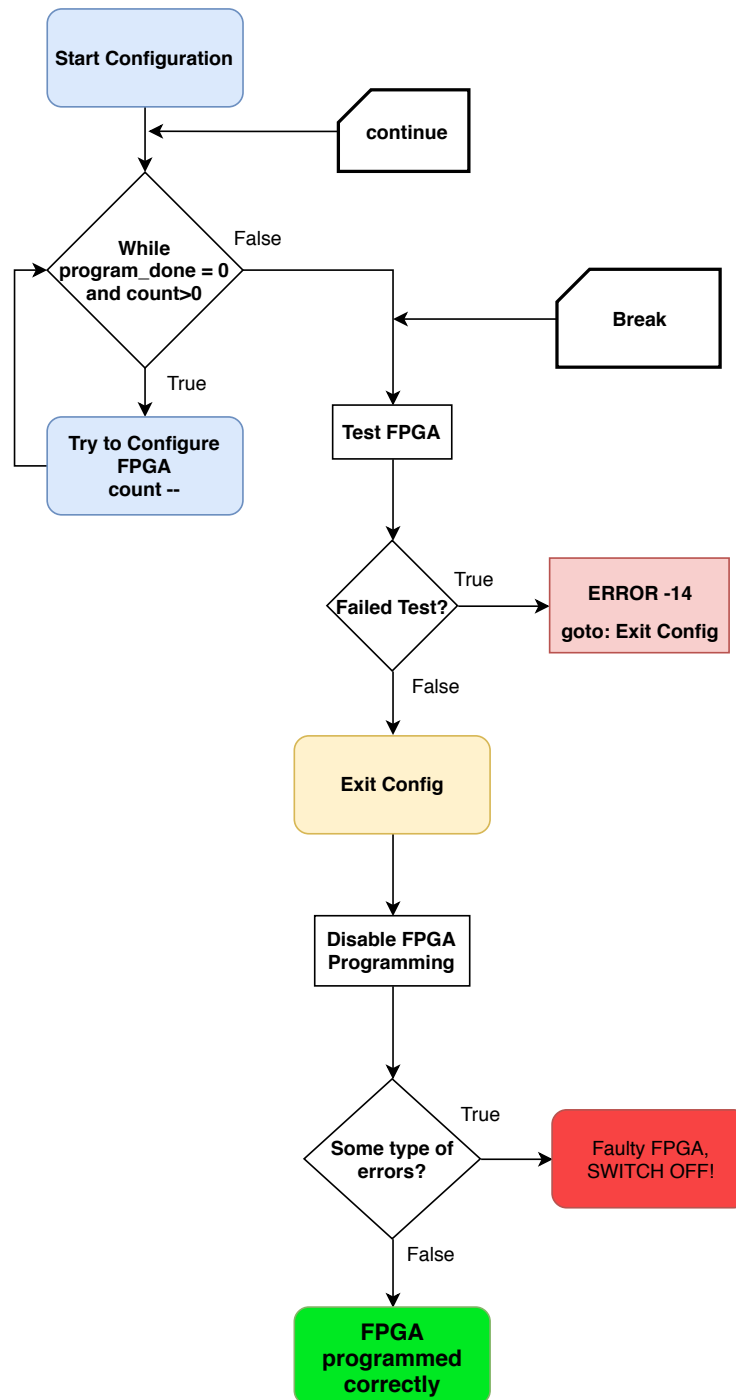 Start Configuration
continue
While
program_done = 0
and count>0
False
Break
True
Try to Configure
FPGA
count --
Test FPGA
Failed Test?
True
ERROR -14
goto: Exit Config
False
Exit Config
Disable FPGA
Programming
Some type of
errors?
True
Faulty FPGA,
SWITCH OFF!
False
FPGA
programmed
correctly